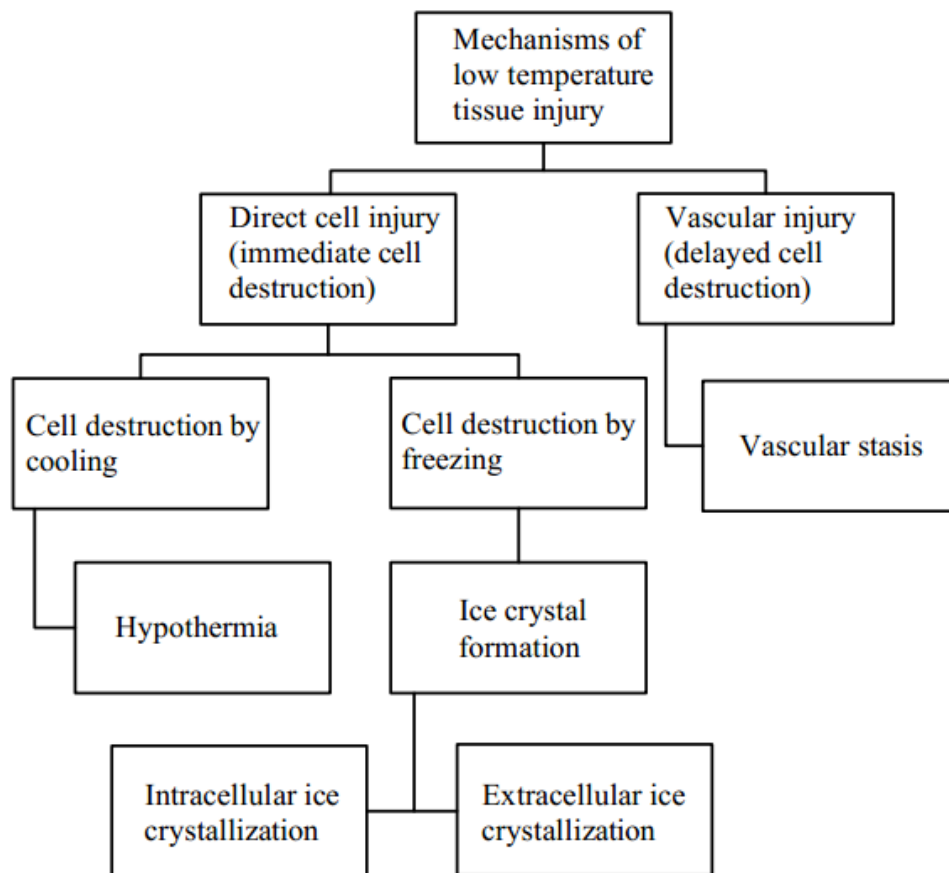 Mechanisms of
low temperature
tissue injury
Direct cell injury
(immediate cell
destruction)
Vascular injury
(delayed cell
destruction)
Cell destruction by
cooling
Cell destruction by
freezing
Vascular stasis
Hypothermia
Ice crystal
formation
Intracellular ice
crystallization
Extracellular ice
crystallization